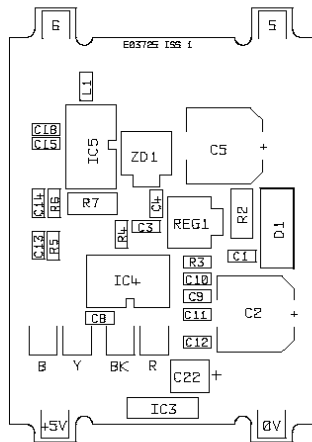 6 5
E03725 ISS 1
L1
C18
C15
IC5
ZD1
C5 +
C14
R6
R7
C4
C3
R4
REG1
R2
D1
C13
R5
IC4
R3
C1
C10
C9
C11
C2 +
C8
C12
B Y BK R
C22 +
IC3
+5V 0V